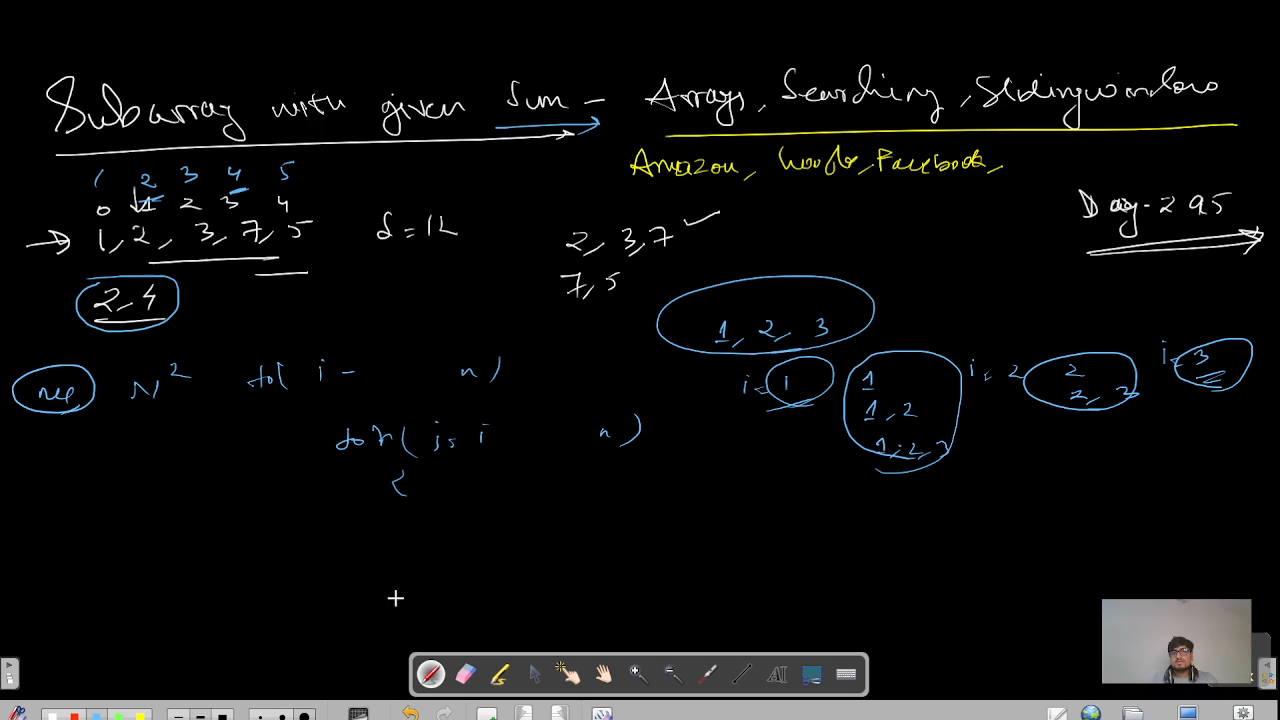 Subarray with given Sum - Arrays, Searching, Slidingwindow
Amazon, Google, Facebook,
Day-295
1 2 3 4 5
0 1 2 3 4
1, 2, 3, 7, 5 S=12
2, 3, 7
7, 5
2, 4
1, 2, 3
N² for( i - n)
i= 1
1
1, 2
1, 2, 3
i= 2
2
2, 3
i= 3
for( j= i n)
{